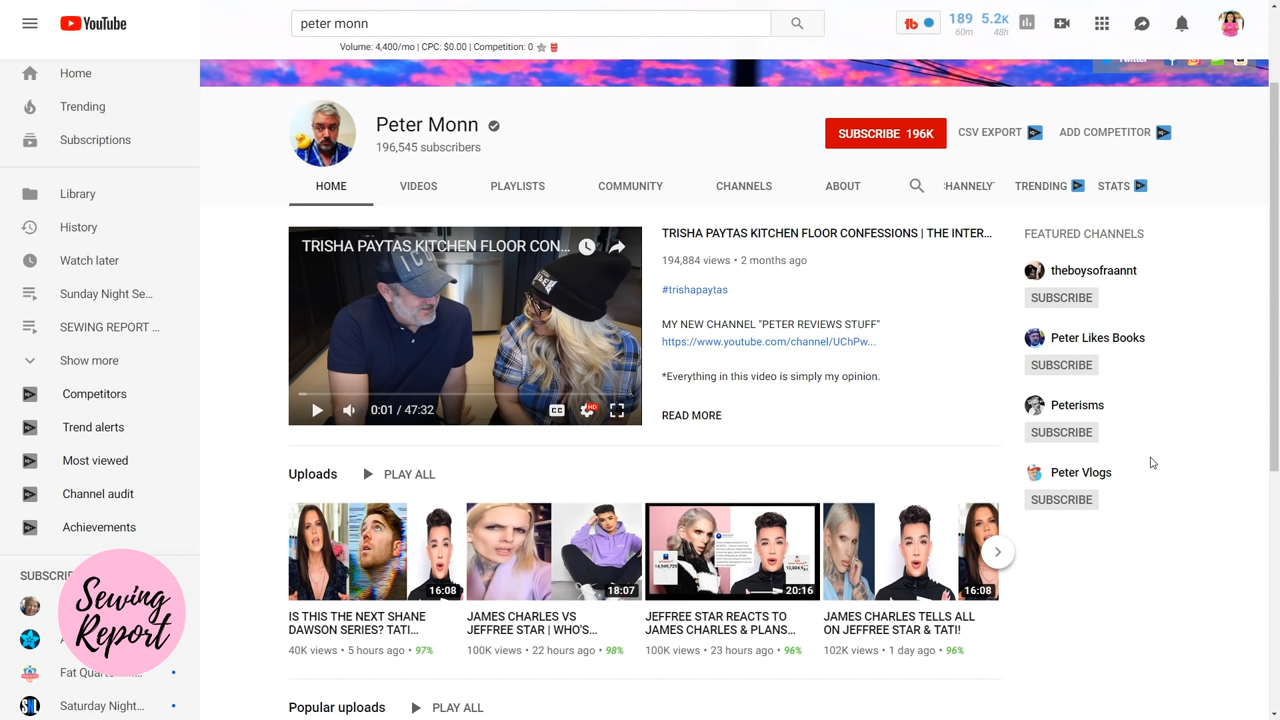 YouTube
peter monn
Volume: 4,400/mo | CPC: $0.00 | Competition: 0
189
60m
5.2K
48h
Twitter
Home
Trending
Subscriptions
Library
History
Watch later
Sunday Night Se...
SEWING REPORT ...
Show more
Competitors
Trend alerts
Most viewed
Channel audit
Achievements
SUBSCRI
Fat Quart
Saturday Night...
Sewing
Report
Peter Monn
196,545 subscribers
SUBSCRIBE 196K
CSV EXPORT
ADD COMPETITOR
HOME
VIDEOS
PLAYLISTS
COMMUNITY
CHANNELS
ABOUT
CHANNELY
TRENDING
STATS
TRISHA PAYTAS KITCHEN FLOOR CON...
0:01 / 47:32
CC
HD
TRISHA PAYTAS KITCHEN FLOOR CONFESSIONS | THE INTER...
194,884 views • 2 months ago
#trishapaytas
MY NEW CHANNEL "PETER REVIEWS STUFF"
https://www.youtube.com/channel/UChPw...
*Everything in this video is simply my opinion.
READ MORE
FEATURED CHANNELS
theboysofraannt
SUBSCRIBE
Peter Likes Books
SUBSCRIBE
Peterisms
SUBSCRIBE
Peter Vlogs
SUBSCRIBE
Uploads
PLAY ALL
16:08
IS THIS THE NEXT SHANE
DAWSON SERIES? TATI...
40K views • 5 hours ago • 97%
18:07
JAMES CHARLES VS
JEFFREE STAR | WHO'S...
100K views • 22 hours ago • 98%
20:16
JEFFREE STAR REACTS TO
JAMES CHARLES & PLANS...
100K views • 23 hours ago • 96%
16:08
JAMES CHARLES TELLS ALL
ON JEFFREE STAR & TATI!
102K views • 1 day ago • 96%
Popular uploads
PLAY ALL